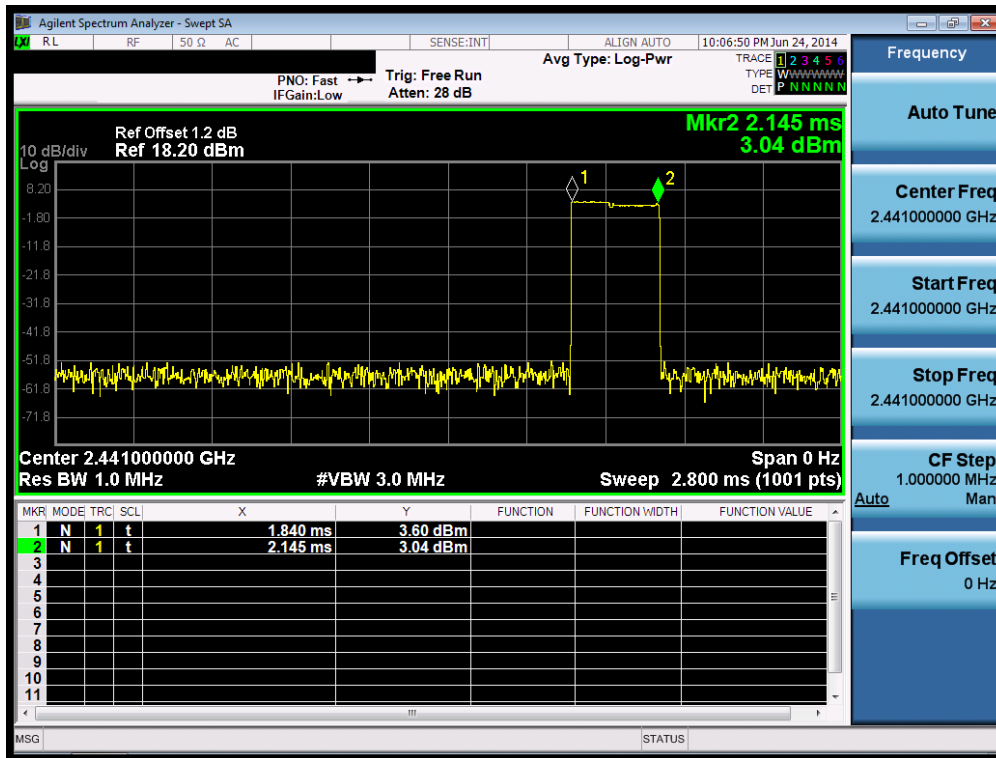 Agilent Spectrum Analyzer - Swept SA
LXI RL RF 50 Ω AC SENSE:INT ALIGN AUTO 10:06:50 PM Jun 24, 2014
Frequency
Avg Type: Log-Pwr
TRACE 1 2 3 4 5 6
PNO: Fast Trig: Free Run
TYPE WWWWWW
IFGain:Low Atten: 28 dB
DET P N N N N N
Auto Tune
Mkr2 2.145 ms
3.04 dBm
Ref Offset 1.2 dB
10 dB/div Ref 18.20 dBm
Log
8.20
-1.80
-11.8
-21.8
-31.8
-41.8
-51.8
-61.8
-71.8
1
2
Center 2.441000000 GHz Span 0 Hz
Res BW 1.0 MHz #VBW 3.0 MHz Sweep 2.800 ms (1001 pts)
MKR MODE TRC SCL X Y FUNCTION FUNCTION WIDTH FUNCTION VALUE
1 N 1 t 1.840 ms 3.60 dBm
2 N 1 t 2.145 ms 3.04 dBm
3
4
5
6
7
8
9
10
11
MSG STATUS
Center Freq
2.441000000 GHz
Start Freq
2.441000000 GHz
Stop Freq
2.441000000 GHz
CF Step
1.000000 MHz
Auto Man
Freq Offset
0 Hz